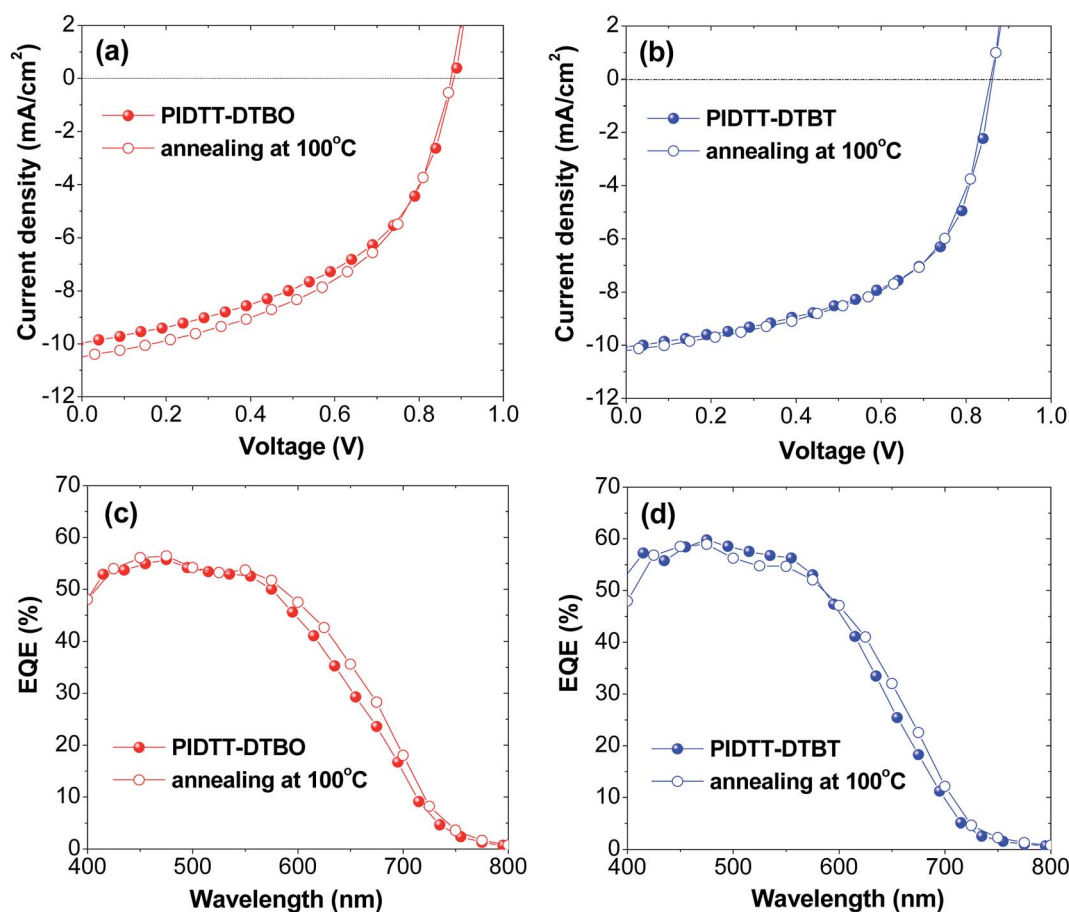 (a)
PIDTT-DTBO
annealing at 100°C
Current density (mA/cm²)
2
0
-2
-4
-6
-8
-10
-12
0.0 0.2 0.4 0.6 0.8 1.0
Voltage (V)
(b)
PIDTT-DTBT
annealing at 100°C
Current density (mA/cm²)
2
0
-2
-4
-6
-8
-10
-12
0.0 0.2 0.4 0.6 0.8 1.0
Voltage (V)
(c)
PIDTT-DTBO
annealing at 100°C
EQE (%)
70
60
50
40
30
20
10
0
400 500 600 700 800
Wavelength (nm)
(d)
PIDTT-DTBT
annealing at 100°C
EQE (%)
70
60
50
40
30
20
10
0
400 500 600 700 800
Wavelength (nm)